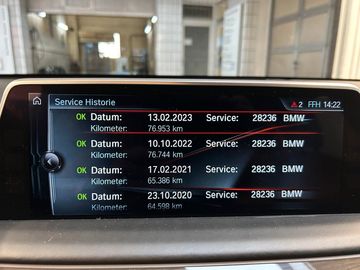 Service Historie 2 FFH 14:22
OK Datum: 13.02.2023 Service: 28236 BMW
Kilometer: 76.953 km
OK Datum: 10.10.2022 Service: 28236 BMW
Kilometer: 76.744 km
OK Datum: 17.02.2021 Service: 28236 BMW
Kilometer: 65.386 km
OK Datum: 23.10.2020 Service: 28236 BMW
Kilometer: 64.598 km